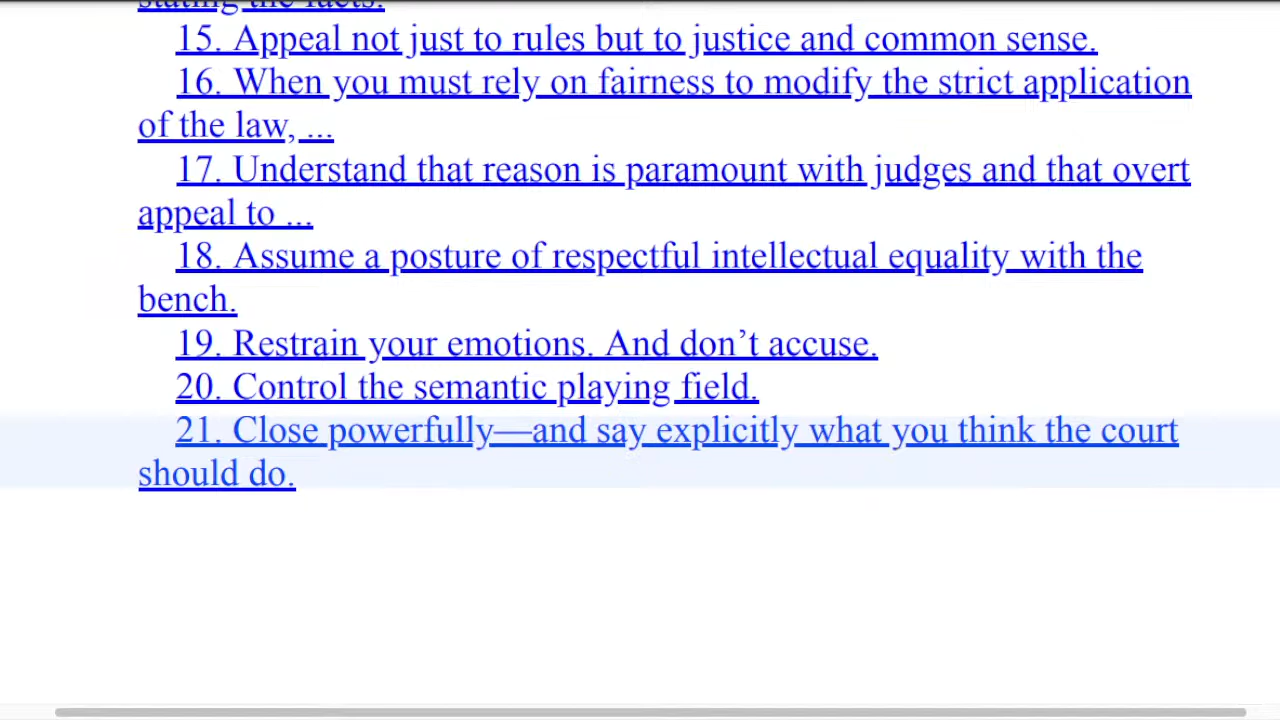 stating the facts.
15. Appeal not just to rules but to justice and common sense.
16. When you must rely on fairness to modify the strict application
of the law, ...
17. Understand that reason is paramount with judges and that overt
appeal to ...
18. Assume a posture of respectful intellectual equality with the
bench.
19. Restrain your emotions. And don’t accuse.
20. Control the semantic playing field.
21. Close powerfully—and say explicitly what you think the court
should do.